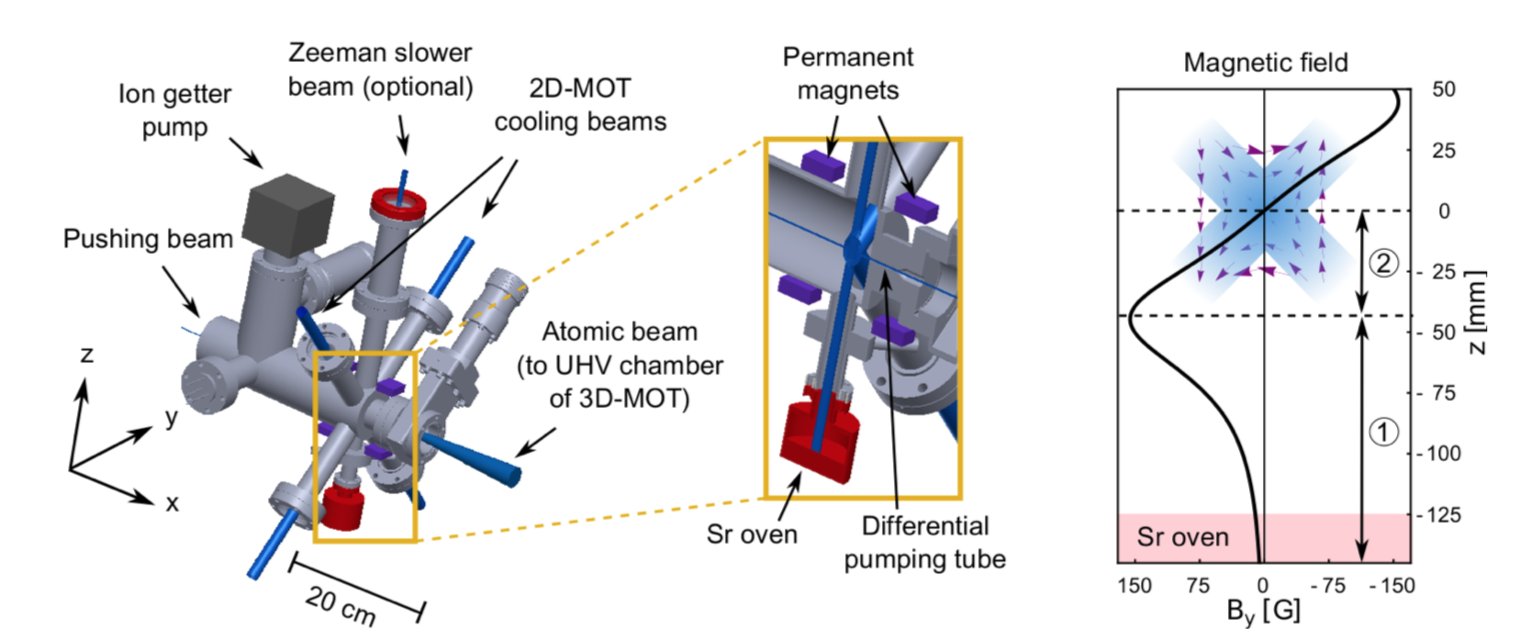 Zeeman slower
beam (optional)
Ion getter
pump
2D-MOT
cooling beams
Pushing beam
Atomic beam
(to UHV chamber
of 3D-MOT)
z
y
x
20 cm
Permanent
magnets
Sr oven
Differential
pumping tube
Magnetic field
50
25
0
- 25
- 50
- 75
- 100
- 125
z [mm]
②
①
Sr oven
150 75 0 - 75 - 150
By [G]